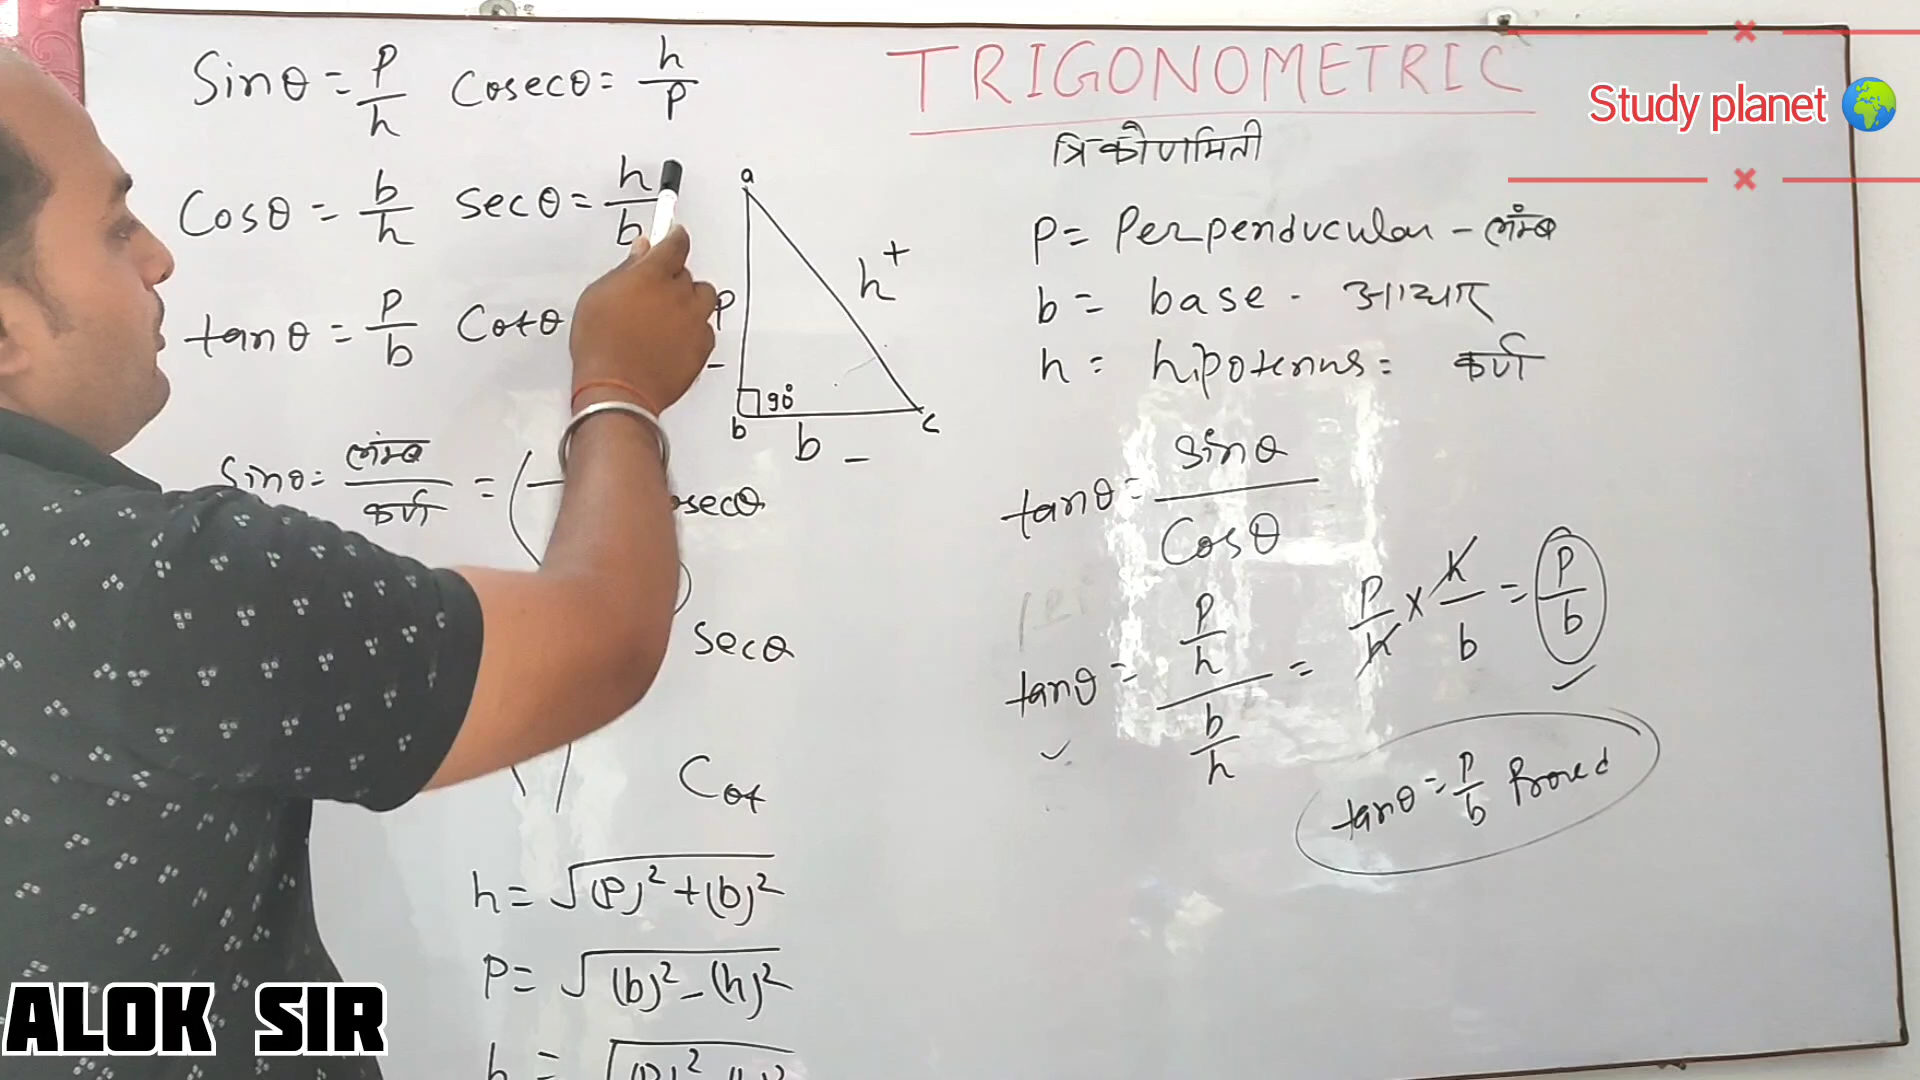 TRIGONOMETRIC
त्रिकोणमिती
Study planet
Sinθ = p/h Cosecθ = h/p
Cosθ = b/h secθ = h/b
tanθ = p/b Cotθ
a
p
h +
90°
b
c
b -
Sinθ = लंम्ब/कर्ण = (
osecθ
secθ
Cot
h = √(p)² + (b)²
P = √(b)² - (h)²
P = Perpenducular - लंम्ब
b = base - आधार
h = hipotenus = कर्ण
tanθ = sinθ/Cosθ
tanθ = p/h / b/h = p/h × h/b = p/b
tanθ = p/b Proved
ALOK SIR